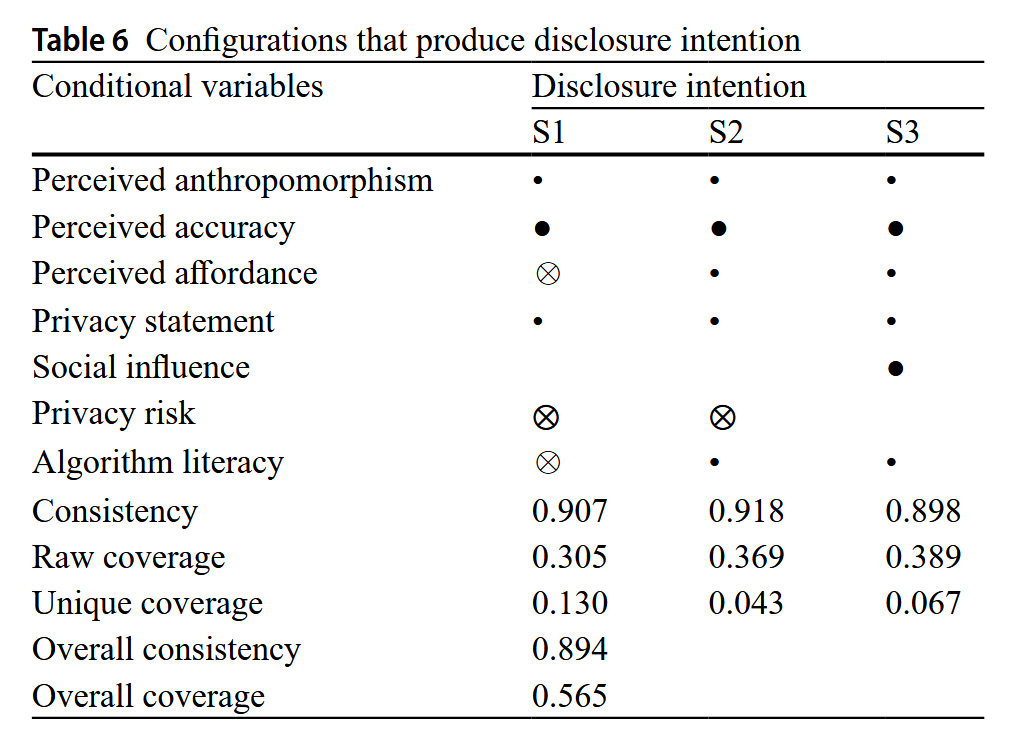 Table 6 Configurations that produce disclosure intention
Conditional variables Disclosure intention
S1 S2 S3
Perceived anthropomorphism • • •
Perceived accuracy ● ● ●
Perceived affordance ⊗ • •
Privacy statement • • •
Social influence ●
Privacy risk ⊗ ⊗
Algorithm literacy ⊗ • •
Consistency 0.907 0.918 0.898
Raw coverage 0.305 0.369 0.389
Unique coverage 0.130 0.043 0.067
Overall consistency 0.894
Overall coverage 0.565